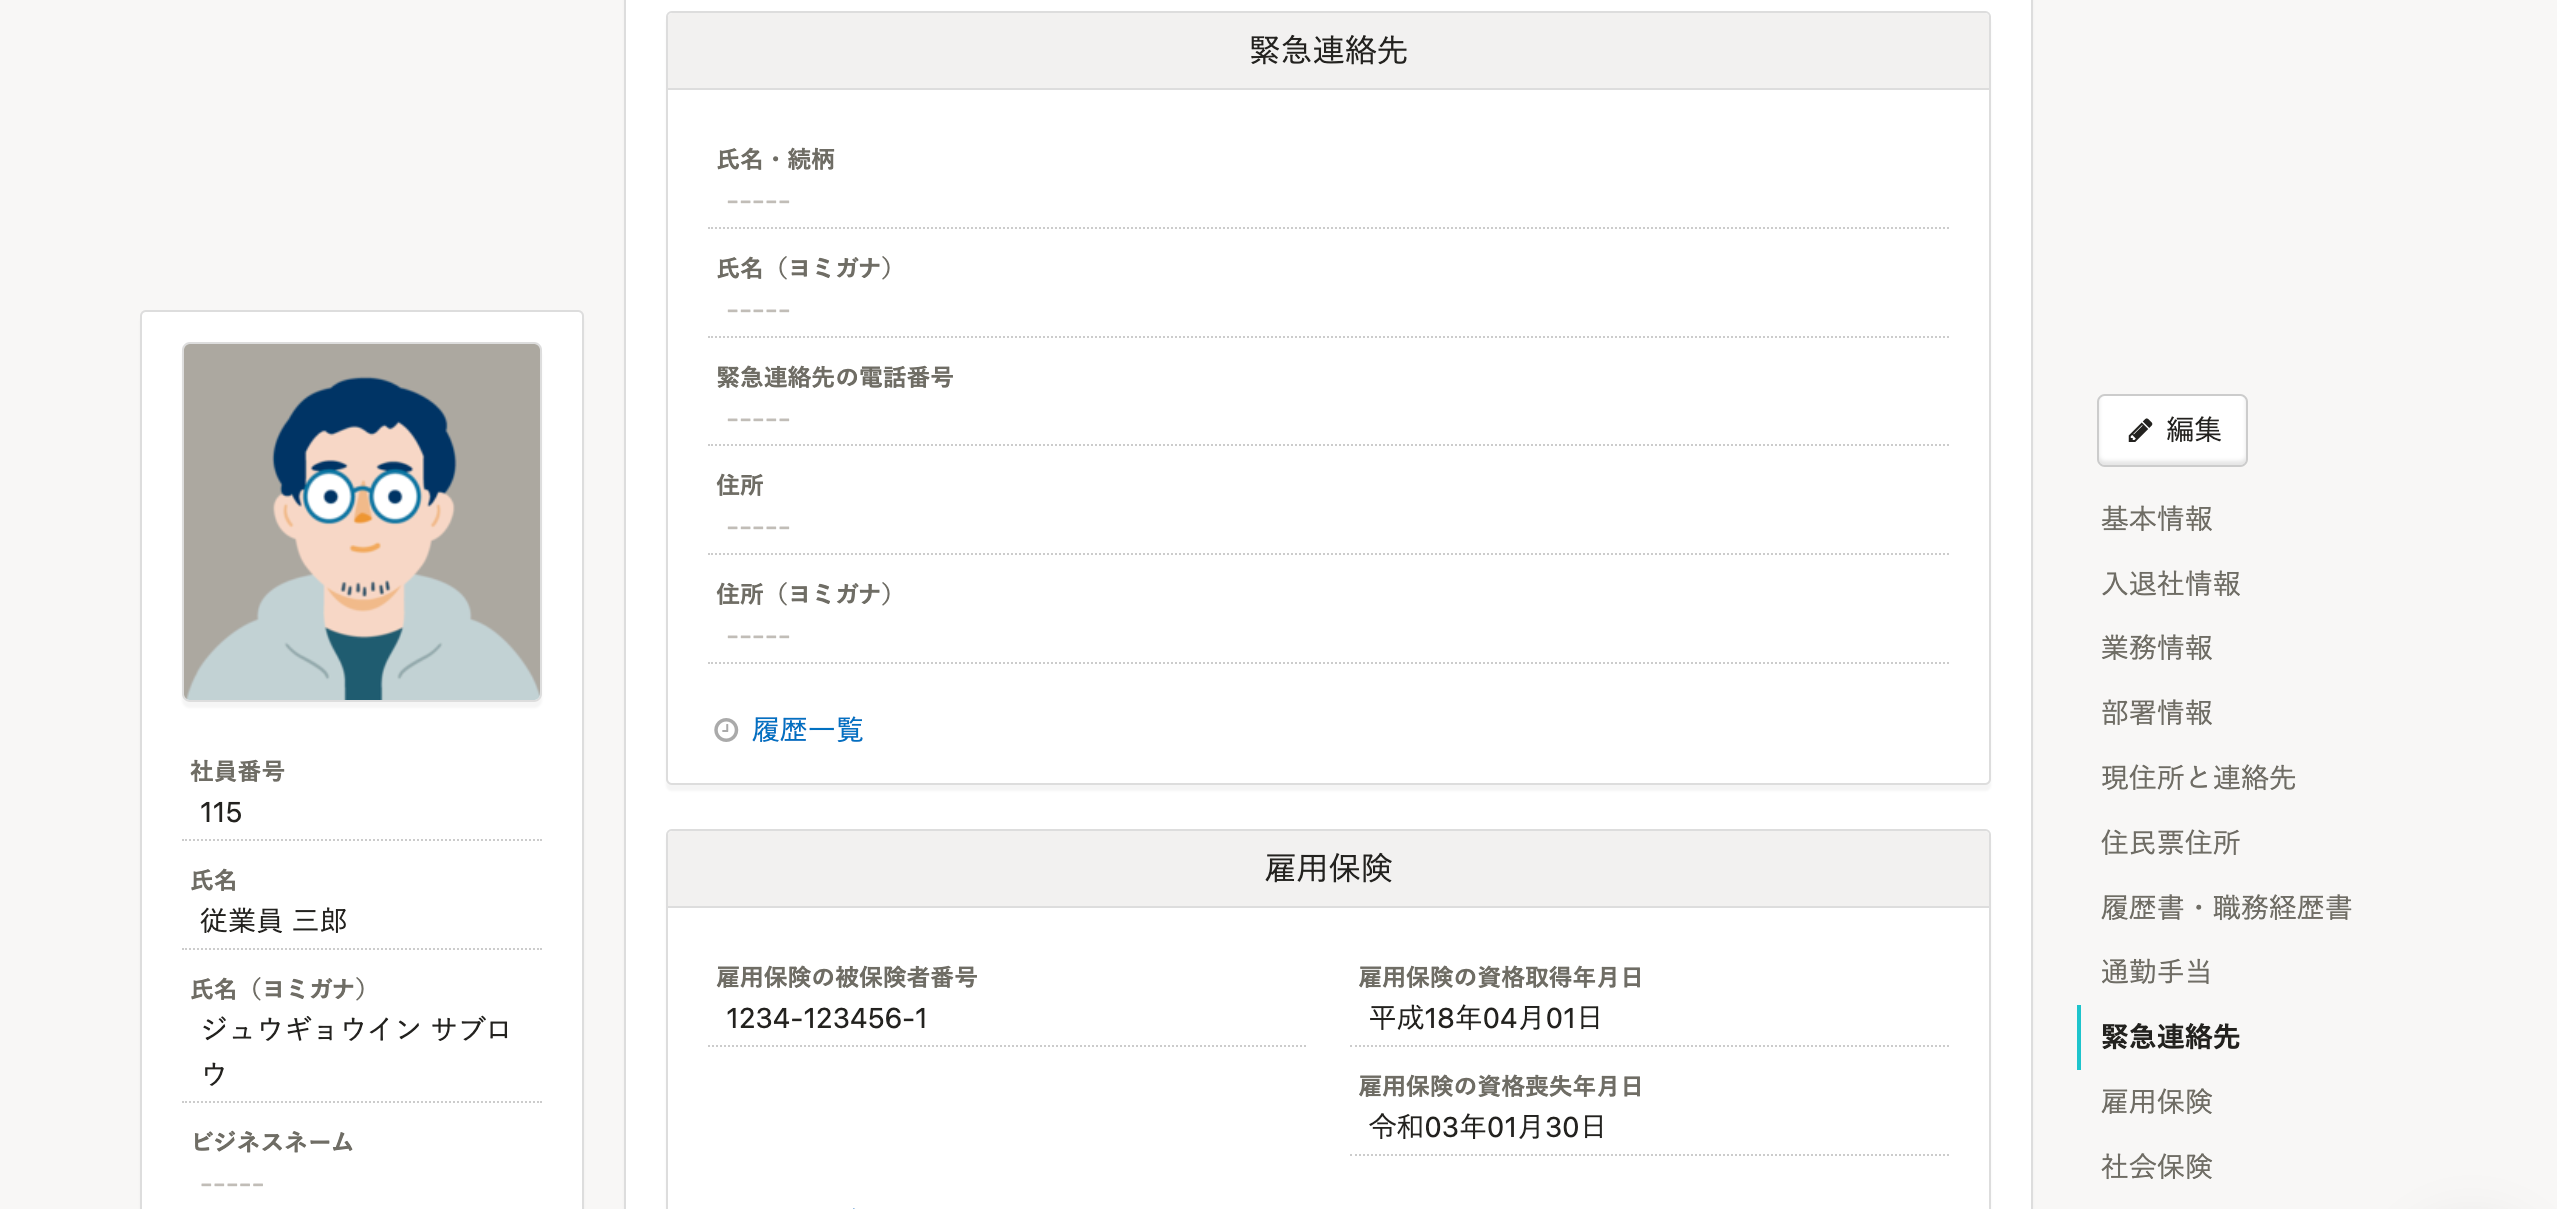 社員番号
115
氏名
従業員 三郎
氏名（ヨミガナ）
ジュウギョウイン サブロ
ウ
ビジネスネーム
-----
緊急連絡先
氏名・続柄
-----
氏名（ヨミガナ）
-----
緊急連絡先の電話番号
-----
住所
-----
住所（ヨミガナ）
-----
履歴一覧
雇用保険
雇用保険の被保険者番号
1234-123456-1
雇用保険の資格取得年月日
平成18年04月01日
雇用保険の資格喪失年月日
令和03年01月30日
編集
基本情報
入退社情報
業務情報
部署情報
現住所と連絡先
住民票住所
履歴書・職務経歴書
通勤手当
緊急連絡先
雇用保険
社会保険